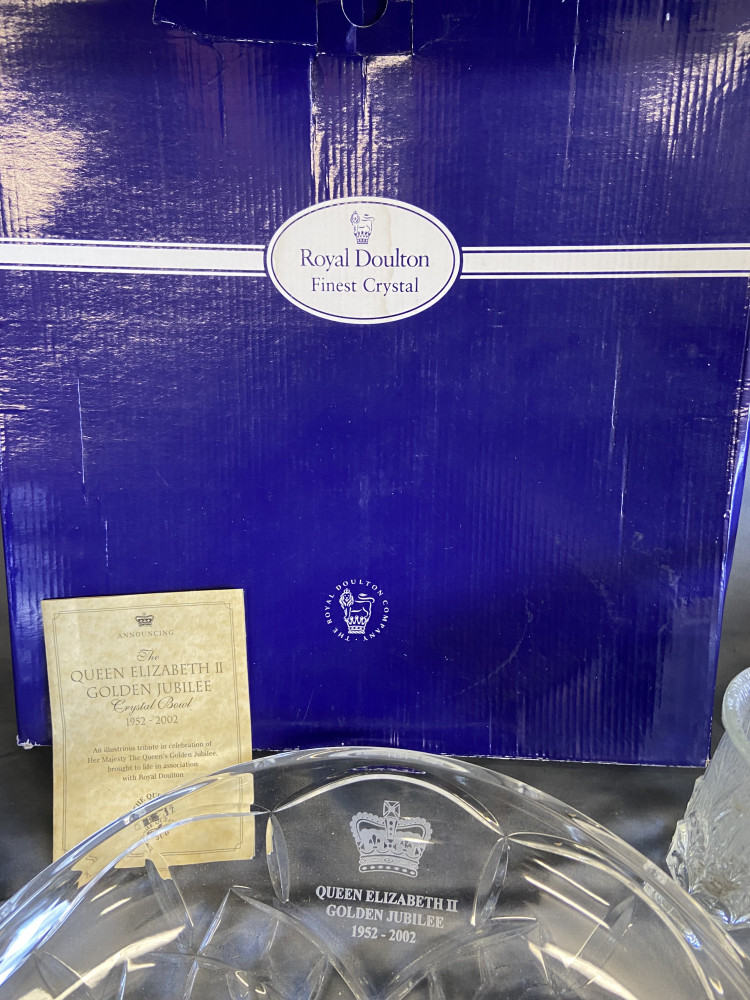 Royal Doulton
Finest Crystal
THE ROYAL DOULTON COMPANY
ANNOUNCING
The
QUEEN ELIZABETH II
GOLDEN JUBILEE
Crystal Bowl
1952 - 2002
An illustrious tribute in celebration of
Her Majesty The Queen's Golden Jubilee,
brought to life in association
with Royal Doulton
THE
QUEEN ELIZABETH II
GOLDEN JUBILEE
1952 - 2002